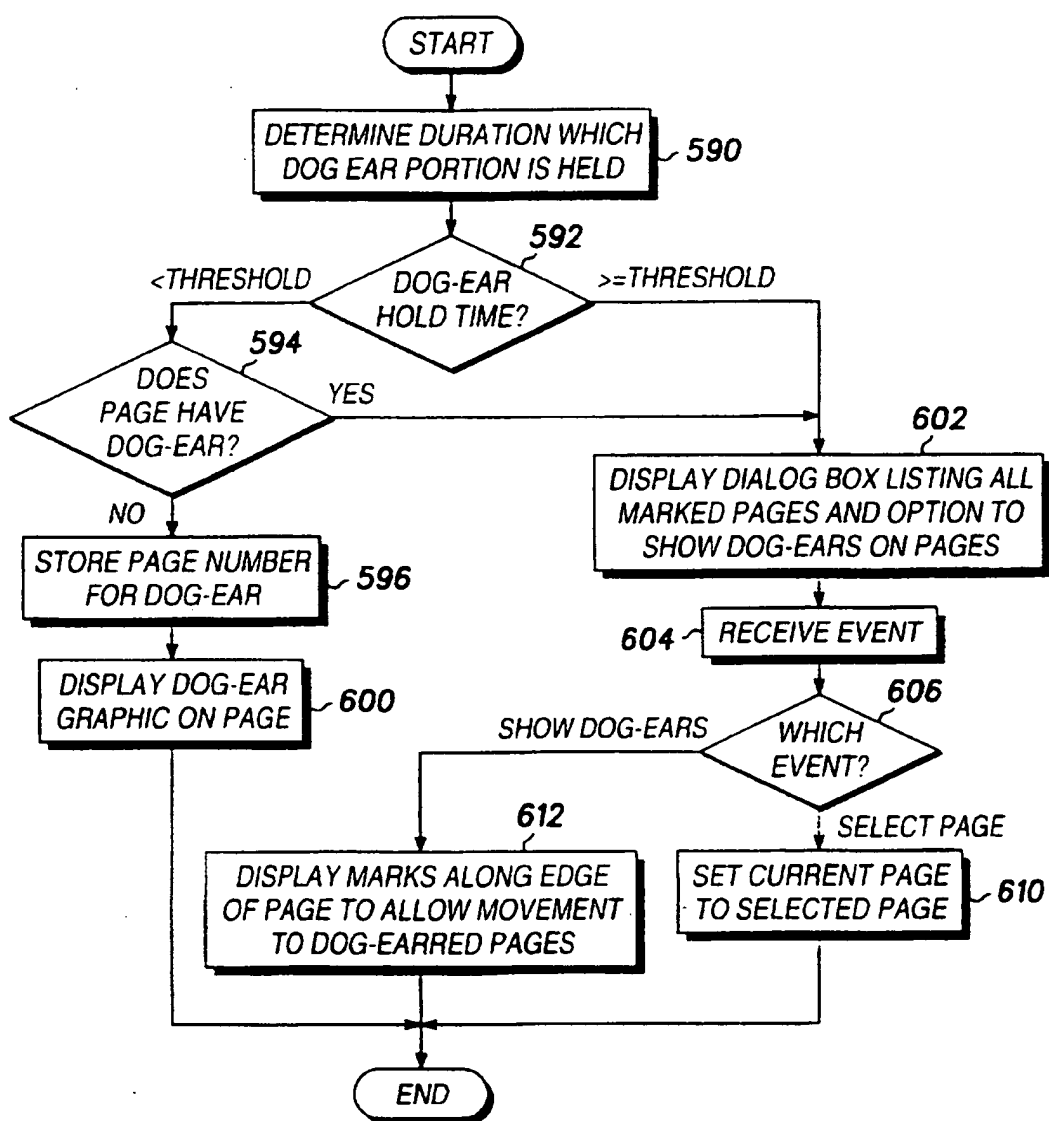 START
DETERMINE DURATION WHICH
DOG EAR PORTION IS HELD
590
592
<THRESHOLD
DOG-EAR
HOLD TIME?
>=THRESHOLD
594
DOES
PAGE HAVE
DOG-EAR?
YES
NO
602
DISPLAY DIALOG BOX LISTING ALL
MARKED PAGES AND OPTION TO
SHOW DOG-EARS ON PAGES
STORE PAGE NUMBER
FOR DOG-EAR
596
604
RECEIVE EVENT
DISPLAY DOG-EAR
GRAPHIC ON PAGE
600
606
SHOW DOG-EARS
WHICH
EVENT?
SELECT PAGE
612
DISPLAY MARKS ALONG EDGE
OF PAGE TO ALLOW MOVEMENT
TO DOG-EARRED PAGES
SET CURRENT PAGE
TO SELECTED PAGE
610
END